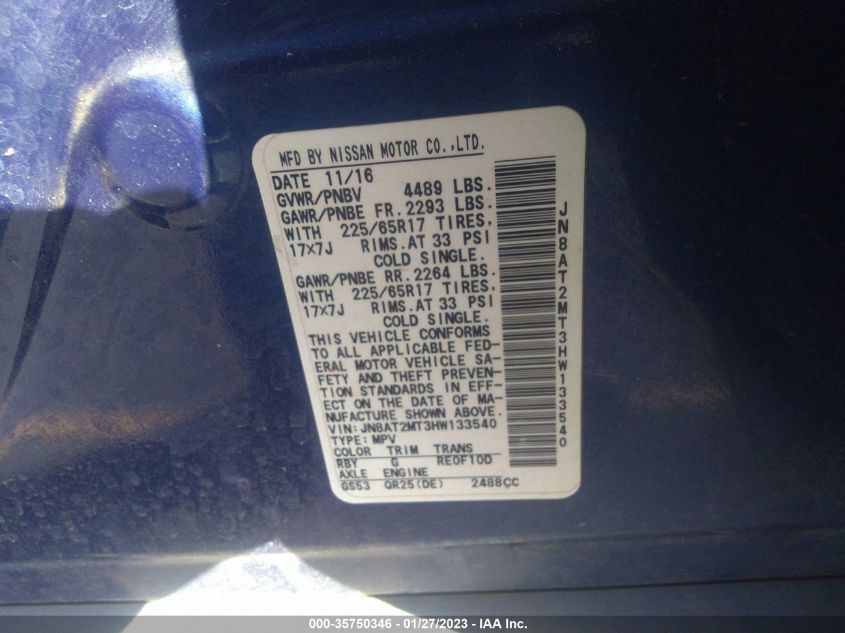 MFD BY NISSAN MOTOR CO.,LTD.
DATE 11/16
GVWR/PNBV 4489 LBS.
GAWR/PNBE FR. 2293 LBS.
WITH 225/65R17 TIRES,
17×7J RIMS.AT 33 PSI
COLD SINGLE.
GAWR/PNBE RR. 2264 LBS.
WITH 225/65R17 TIRES,
17×7J RIMS.AT 33 PSI
COLD SINGLE.
THIS VEHICLE CONFORMS
TO ALL APPLICABLE FED-
ERAL MOTOR VEHICLE SA-
FETY AND THEFT PREVEN-
TION STANDARDS IN EFF-
ECT ON THE DATE OF MA-
NUFACTURE SHOWN ABOVE.
VIN:JN8AT2MT3HW133540
TYPE:MPV
COLOR TRIM TRANS
RBY G RE0F10D
AXLE ENGINE
GS53 QR25(DE) 2488CC
JN8AT2MT3HW133540
000-35750346 - 01/27/2023 - IAA Inc.